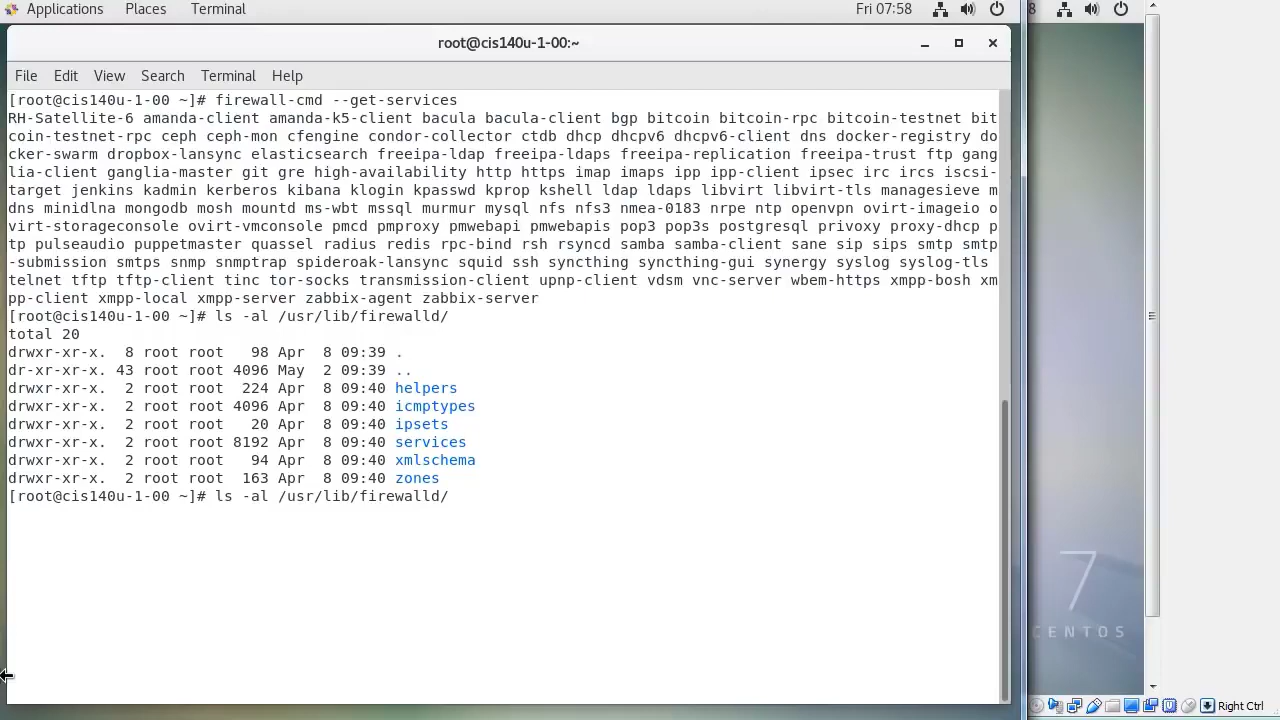 Applications Places Terminal Fri 07:58
root@cis140u-1-00:~
File Edit View Search Terminal Help
[root@cis140u-1-00 ~]# firewall-cmd --get-services
RH-Satellite-6 amanda-client amanda-k5-client bacula bacula-client bgp bitcoin bitcoin-rpc bitcoin-testnet bit
coin-testnet-rpc ceph ceph-mon cfengine condor-collector ctdb dhcp dhcpv6 dhcpv6-client dns docker-registry do
cker-swarm dropbox-lansync elasticsearch freeipa-ldap freeipa-ldaps freeipa-replication freeipa-trust ftp gang
lia-client ganglia-master git gre high-availability http https imap imaps ipp ipp-client ipsec irc ircs iscsi-
target jenkins kadmin kerberos kibana klogin kpasswd kprop kshell ldap ldaps libvirt libvirt-tls managesieve m
dns minidlna mongodb mosh mountd ms-wbt mssql murmur mysql nfs nfs3 nmea-0183 nrpe ntp openvpn ovirt-imageio o
virt-storageconsole ovirt-vmconsole pmcd pmproxy pmwebapi pmwebapis pop3 pop3s postgresql privoxy proxy-dhcp p
tp pulseaudio puppetmaster quassel radius redis rpc-bind rsh rsyncd samba samba-client sane sip sips smtp smtp
-submission smtps snmp snmptrap spideroak-lansync squid ssh syncthing syncthing-gui synergy syslog syslog-tls
telnet tftp tftp-client tinc tor-socks transmission-client upnp-client vdsm vnc-server wbem-https xmpp-bosh xm
pp-client xmpp-local xmpp-server zabbix-agent zabbix-server
[root@cis140u-1-00 ~]# ls -al /usr/lib/firewalld/
total 20
drwxr-xr-x. 8 root root 98 Apr 8 09:39 .
dr-xr-xr-x. 43 root root 4096 May 2 09:39 ..
drwxr-xr-x. 2 root root 224 Apr 8 09:40 helpers
drwxr-xr-x. 2 root root 4096 Apr 8 09:40 icmptypes
drwxr-xr-x. 2 root root 20 Apr 8 09:40 ipsets
drwxr-xr-x. 2 root root 8192 Apr 8 09:40 services
drwxr-xr-x. 2 root root 94 Apr 8 09:40 xmlschema
drwxr-xr-x. 2 root root 163 Apr 8 09:40 zones
[root@cis140u-1-00 ~]# ls -al /usr/lib/firewalld/
8
7
CENTOS
Right Ctrl